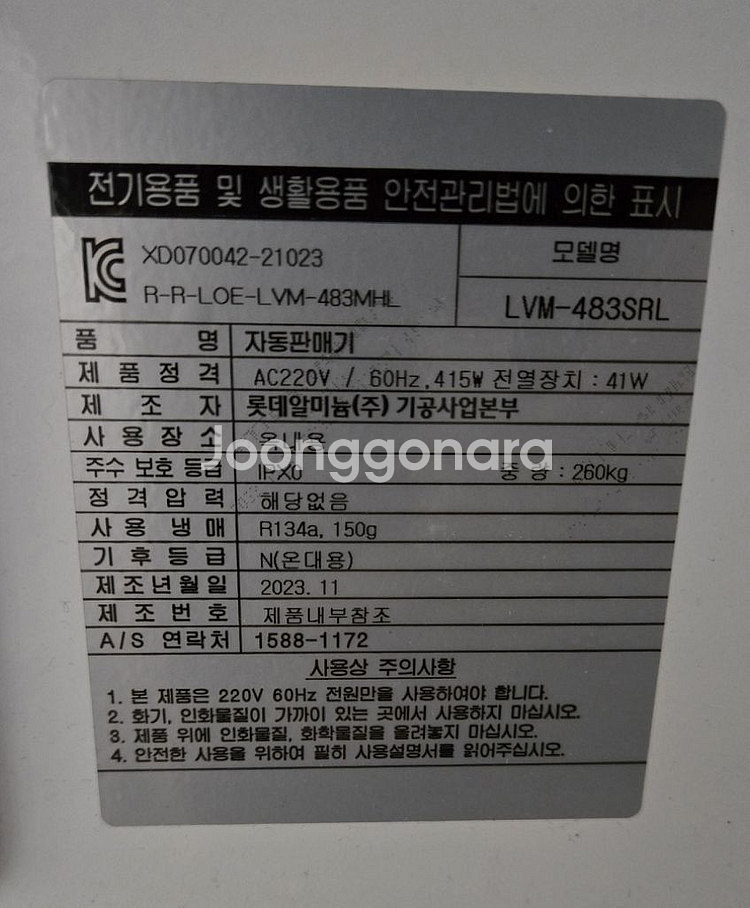 전기용품 및 생활용품 안전관리법에 의한 표시
XD070042-21023
R-R-LOE-LVM-483MHL
모델명
LVM-483SRL
품 명 자동판매기
제품정격 AC220V / 60Hz, 415W 전열장치 : 41W
제 조 자 롯데알미늄(주) 기공사업본부
사용장소 옥내용
Joonggonara
주수 보호 등급 IPX0 중 량 : 260kg
정격압력 해당없음
사용냉매 R134a, 150g
기후등급 N(온대용)
제조년월일 2023. 11
제조번호 제품내부참조
A/S 연락처 1588-1172
사용상 주의사항
1. 본 제품은 220V 60Hz 전원만을 사용하여야 합니다.
2. 화기, 인화물질이 가까이 있는 곳에서 사용하지 마십시오.
3. 제품 위에 인화물질, 화학물질을 올려놓지 마십시오.
4. 안전한 사용을 위하여 필히 사용설명서를 읽어주십시오.